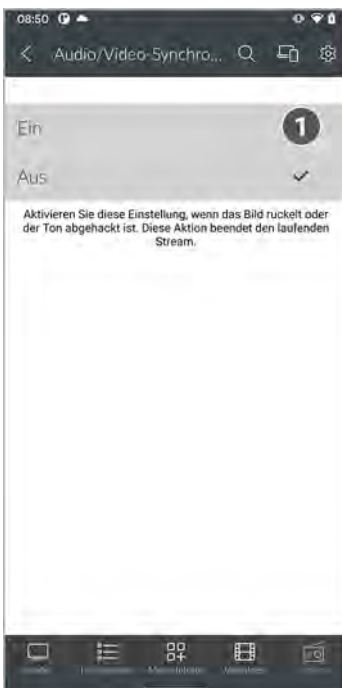 08:50
Audio/Video-Synchro...
Ein
1
Aus
Aktivieren Sie diese Einstellung, wenn das Bild ruckelt oder
der Ton abgehackt ist. Diese Aktion beendet den laufenden
Stream.